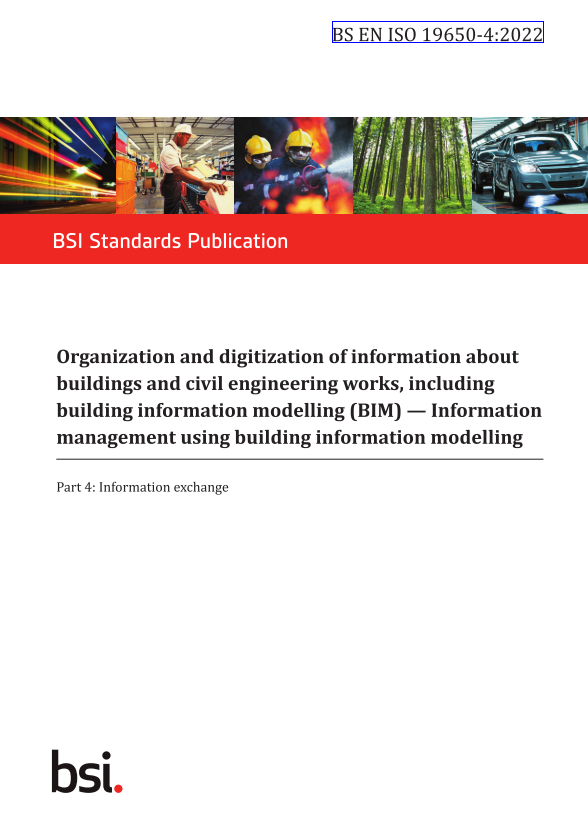 BS EN ISO 19650-4:2022
BSI Standards Publication
Organization and digitization of information about
buildings and civil engineering works, including
building information modelling (BIM) — Information
management using building information modelling
Part 4: Information exchange
bsi.